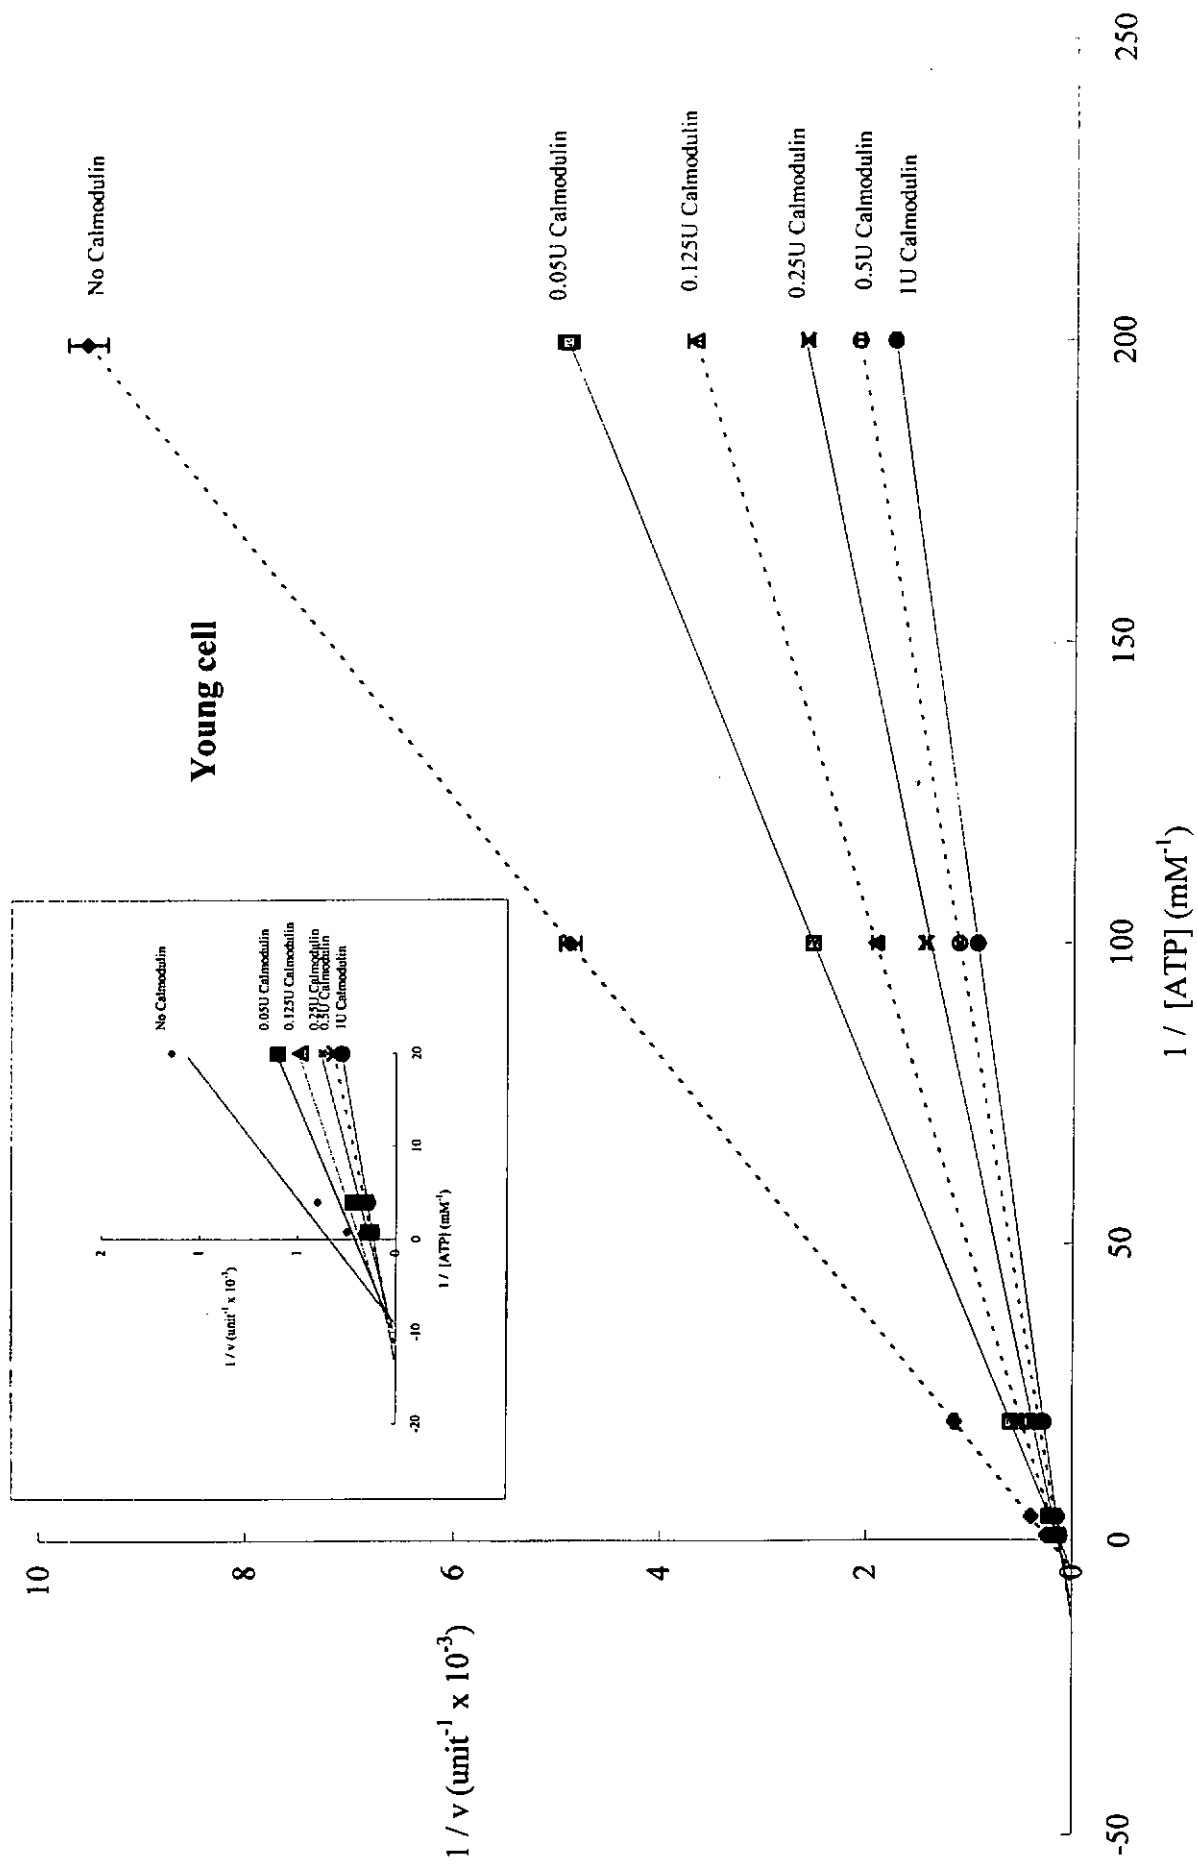 Young cell
1 / v (unit⁻¹ x 10⁻³)
10
8
6
4
2
0
-50
0
50
100
150
200
250
1 / [ATP] (mM⁻¹)
No Calmodulin
0.05U Calmodulin
0.125U Calmodulin
0.25U Calmodulin
0.5U Calmodulin
1U Calmodulin
1 / v (unit⁻¹ x 10⁻³)
2
1
1
0
-20
-10
0
10
20
1 / [ATP] (mM⁻¹)
No Calmodulin
0.05U Calmodulin
0.125U Calmodulin
0.25U Calmodulin
0.5U Calmodulin
1U Calmodulin